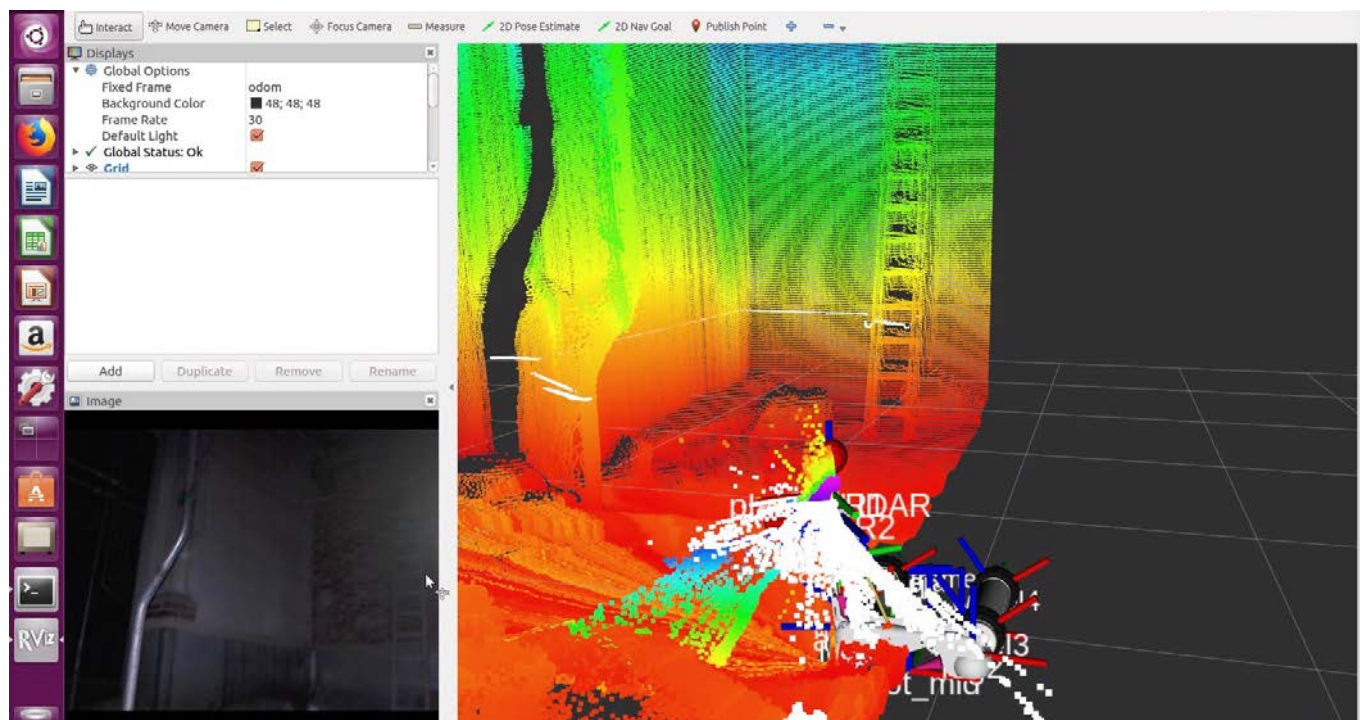 Interact Move Camera Select Focus Camera Measure 2D Pose Estimate 2D Nav Goal Publish Point
Displays
Global Options
Fixed Frame odom
Background Color 48; 48; 48
Frame Rate 30
Default Light
Global Status: Ok
Grid
Add Duplicate Remove Rename
Image
a
A
>_
RViz